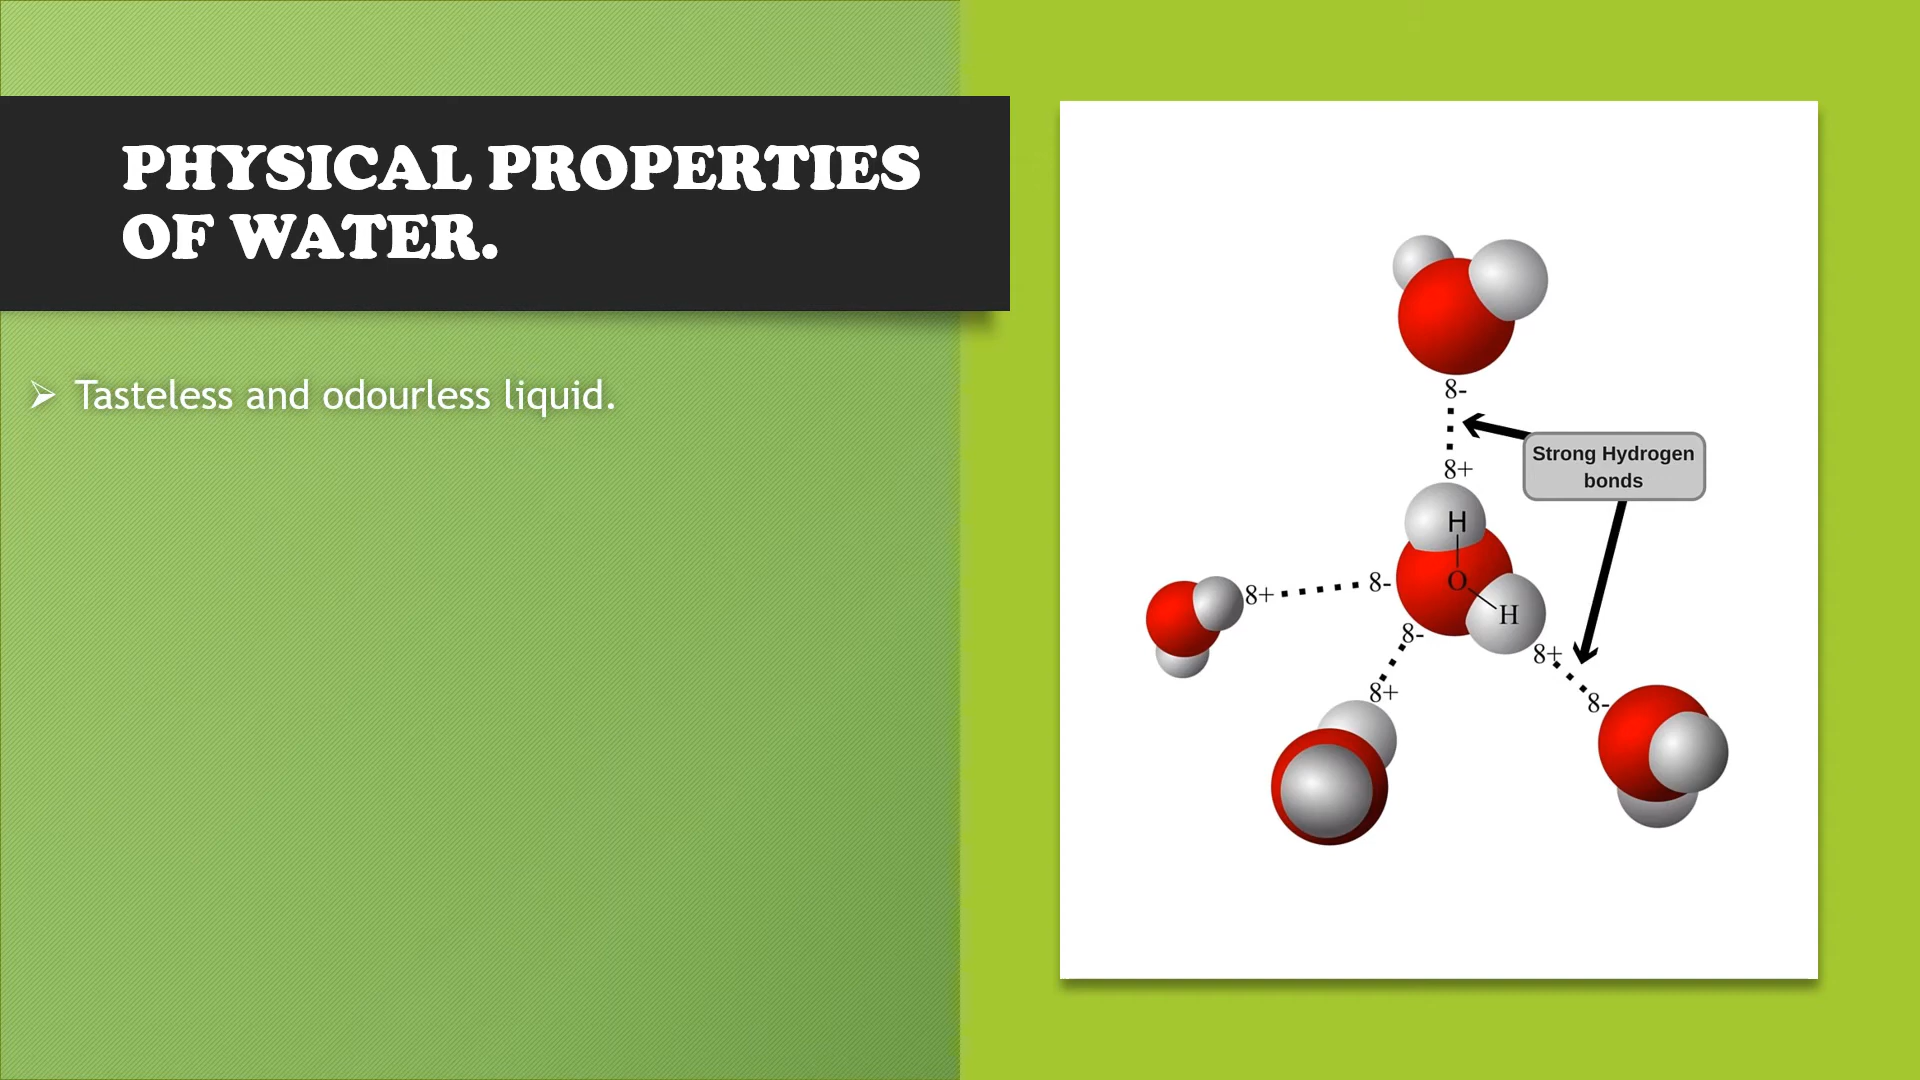 PHYSICAL PROPERTIES
OF WATER.
Tasteless and odourless liquid.
8-
8+
Strong Hydrogen
bonds
H
O
H
8+
8-
8-
8+
8+
8-